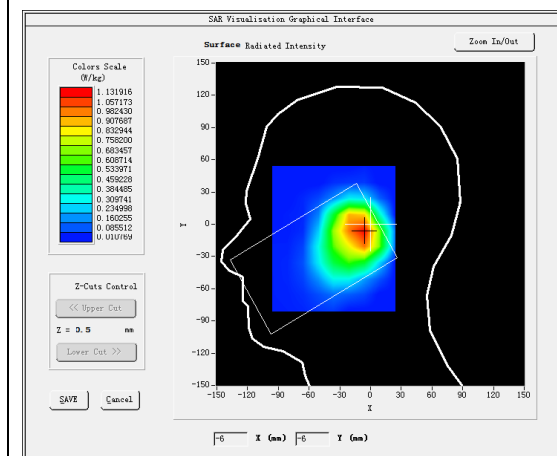 SAR Visualisation Graphical Interface
Surface Radiated Intensity
Zoom In/Out
Colors Scale
(W/kg)
1.131916
1.057173
0.982430
0.907687
0.832944
0.758200
0.683457
0.608714
0.533971
0.459228
0.384485
0.309741
0.234998
0.160255
0.085512
0.010769
150
120
90
60
30
0
-30
-60
-90
-120
-150
Y
-150 -120 -90 -60 -30 0 30 60 90 120 150
X
Z-Cuts Control
<< Upper Cut
Z = 0.5 mm
Lower Cut >>
SAVE Cancel
-6 X (mm) -6 Y (mm)